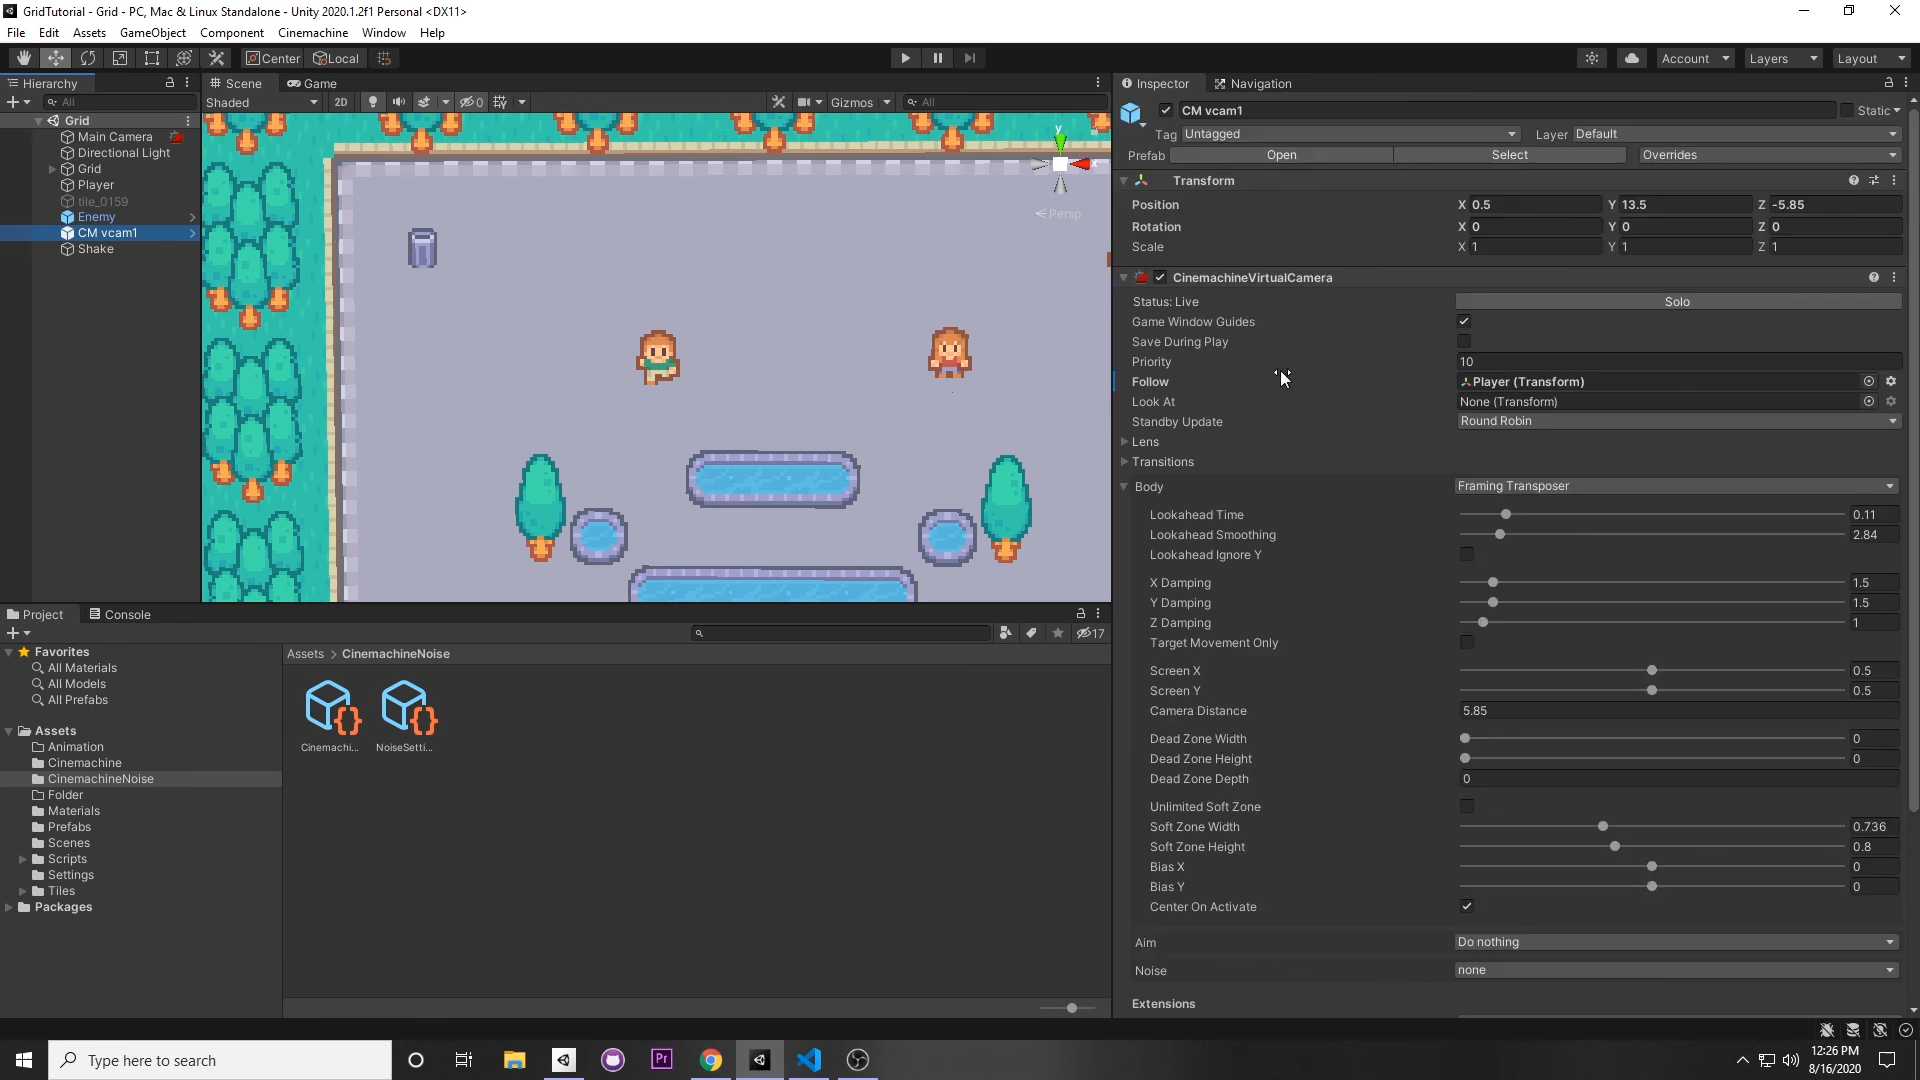 GridTutorial - Grid - PC, Mac & Linux Standalone - Unity 2020.1.2f1 Personal <DX11>
File Edit Assets GameObject Component Cinemachine Window Help
Center Local Account Layers Layout
Hierarchy
All
Grid
Main Camera
Directional Light
Grid
Player
tile_0159
Enemy
CM vcam1
Shake
Scene Game
Shaded 2D 0 Gizmos All
y
x
Persp
Inspector Navigation
CM vcam1 Static
Tag Untagged Layer Default
Prefab Open Select Overrides
Transform
Position X 0.5 Y 13.5 Z -5.85
Rotation X 0 Y 0 Z 0
Scale X 1 Y 1 Z 1
CinemachineVirtualCamera
Status: Live Solo
Game Window Guides
Save During Play
Priority 10
Follow Player (Transform)
Look At None (Transform)
Standby Update Round Robin
Lens
Transitions
Body Framing Transposer
Lookahead Time 0.11
Lookahead Smoothing 2.84
Lookahead Ignore Y
X Damping 1.5
Y Damping 1.5
Z Damping 1
Target Movement Only
Screen X 0.5
Screen Y 0.5
Camera Distance 5.85
Dead Zone Width 0
Dead Zone Height 0
Dead Zone Depth 0
Unlimited Soft Zone
Soft Zone Width 0.736
Soft Zone Height 0.8
Bias X 0
Bias Y 0
Center On Activate
Aim Do nothing
Noise none
Extensions
Project Console
17
Favorites
All Materials
All Models
All Prefabs
Assets
Animation
Cinemachine
CinemachineNoise
Folder
Materials
Prefabs
Scenes
Scripts
Settings
Tiles
Packages
Assets > CinemachineNoise
Cinemachi... NoiseSetti...
Type here to search
Pr
12:26 PM
8/16/2020